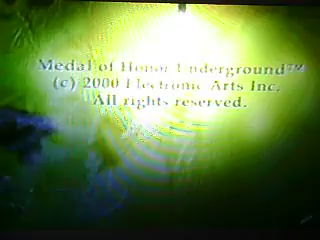 Medal of Honor Underground™
(c) 2000 Electronic Arts Inc.
All rights reserved.